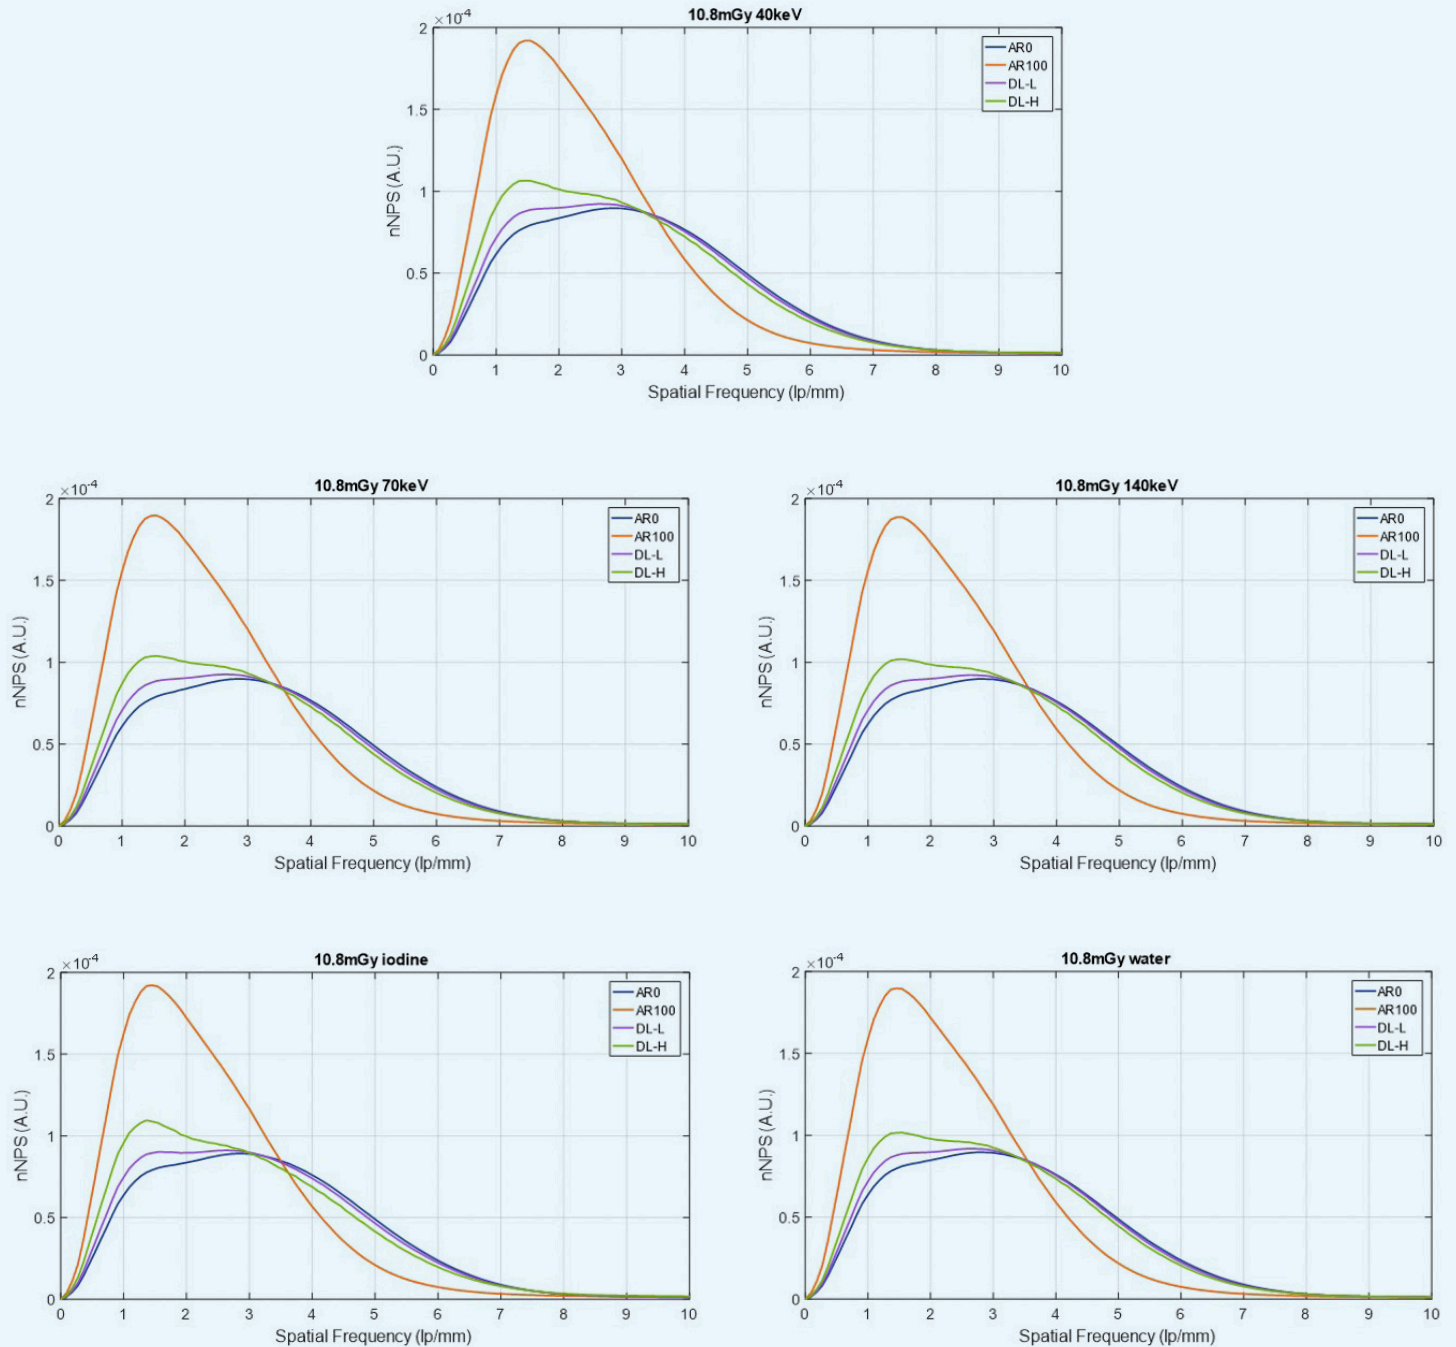 10.8mGy 40keV
×10-4
2
1.5
1
0.5
0
nNPS (A.U.)
AR0
AR100
DL-L
DL-H
0 1 2 3 4 5 6 7 8 9 10
Spatial Frequency (lp/mm)
10.8mGy 70keV
×10-4
2
1.5
1
0.5
0
nNPS (A.U.)
AR0
AR100
DL-L
DL-H
0 1 2 3 4 5 6 7 8 9 10
Spatial Frequency (lp/mm)
10.8mGy 140keV
×10-4
2
1.5
1
0.5
0
nNPS (A.U.)
AR0
AR100
DL-L
DL-H
0 1 2 3 4 5 6 7 8 9 10
Spatial Frequency (lp/mm)
10.8mGy iodine
×10-4
2
1.5
1
0.5
0
nNPS (A.U.)
AR0
AR100
DL-L
DL-H
0 1 2 3 4 5 6 7 8 9 10
Spatial Frequency (lp/mm)
10.8mGy water
×10-4
2
1.5
1
0.5
0
nNPS (A.U.)
AR0
AR100
DL-L
DL-H
0 1 2 3 4 5 6 7 8 9 10
Spatial Frequency (lp/mm)